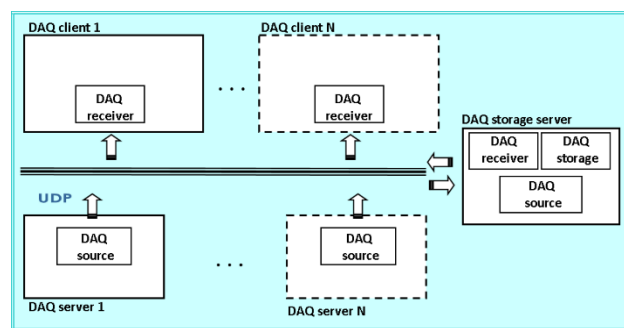 DAQ client 1
DAQ client N
DAQ
receiver
. . .
DAQ
receiver
DAQ storage server
DAQ
receiver
DAQ
storage
DAQ
source
UDP
DAQ
source
. . .
DAQ
source
DAQ server 1
DAQ server N